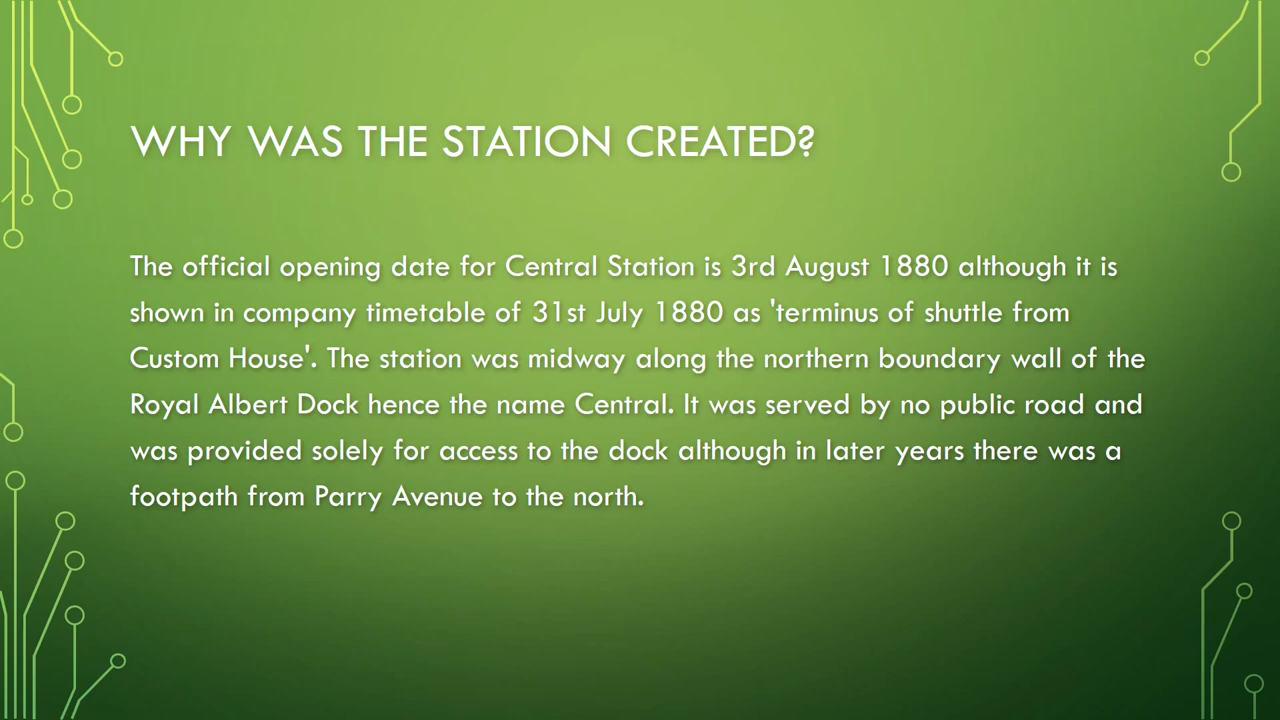 WHY WAS THE STATION CREATED?
The official opening date for Central Station is 3rd August 1880 although it is
shown in company timetable of 31st July 1880 as 'terminus of shuttle from
Custom House'. The station was midway along the northern boundary wall of the
Royal Albert Dock hence the name Central. It was served by no public road and
was provided solely for access to the dock although in later years there was a
footpath from Parry Avenue to the north.